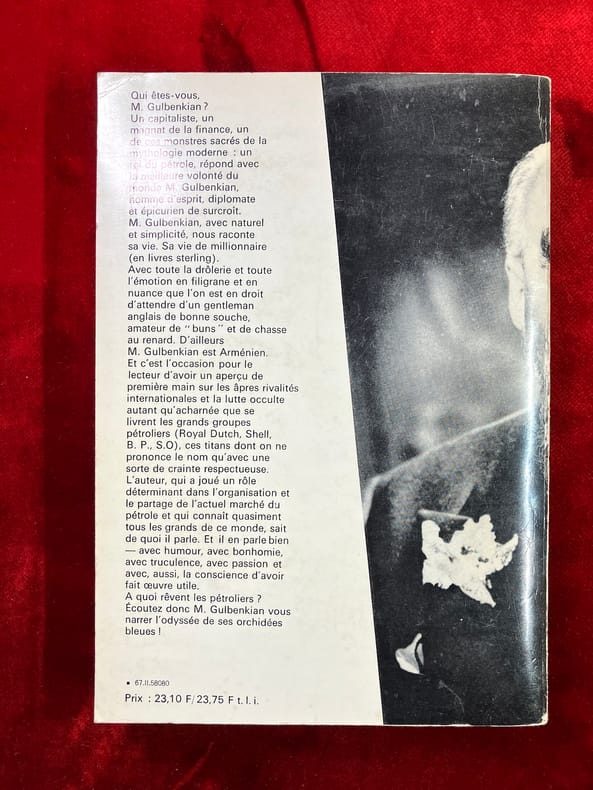 Qui êtes-vous,
M. Gulbenkian ?
Un capitaliste, un
magnat de la finance, un
de ces monstres sacrés de la
mythologie moderne : un
roi du pétrole, répond avec
la meilleure volonté du
monde M. Gulbenkian,
homme d'esprit, diplomate
et épicurien de surcroit.
M. Gulbenkian, avec naturel
et simplicité, nous raconte
sa vie. Sa vie de millionnaire
(en livres sterling).
Avec toute la drôlerie et toute
l'émotion en filigrane et en
nuance que l'on est en droit
d'attendre d'un gentleman
anglais de bonne souche,
amateur de “ buns ” et de chasse
au renard. D'ailleurs
M. Gulbenkian est Arménien.
Et c'est l'occasion pour le
lecteur d'avoir un aperçu de
première main sur les âpres rivalités
internationales et la lutte occulte
autant qu'acharnée que se
livrent les grands groupes
pétroliers (Royal Dutch, Shell,
B. P., S.O), ces titans dont on ne
prononce le nom qu'avec une
sorte de crainte respectueuse.
L'auteur, qui a joué un rôle
déterminant dans l'organisation et
le partage de l'actuel marché du
pétrole et qui connaît quasiment
tous les grands de ce monde, sait
de quoi il parle. Et il en parle bien
— avec humour, avec bonhomie,
avec truculence, avec passion et
avec, aussi, la conscience d'avoir
fait œuvre utile.
A quoi rêvent les pétroliers ?
Écoutez donc M. Gulbenkian vous
narrer l'odyssée de ses orchidées
bleues !
• 67.II.58080
Prix : 23,10 F/23,75 F t. l. i.